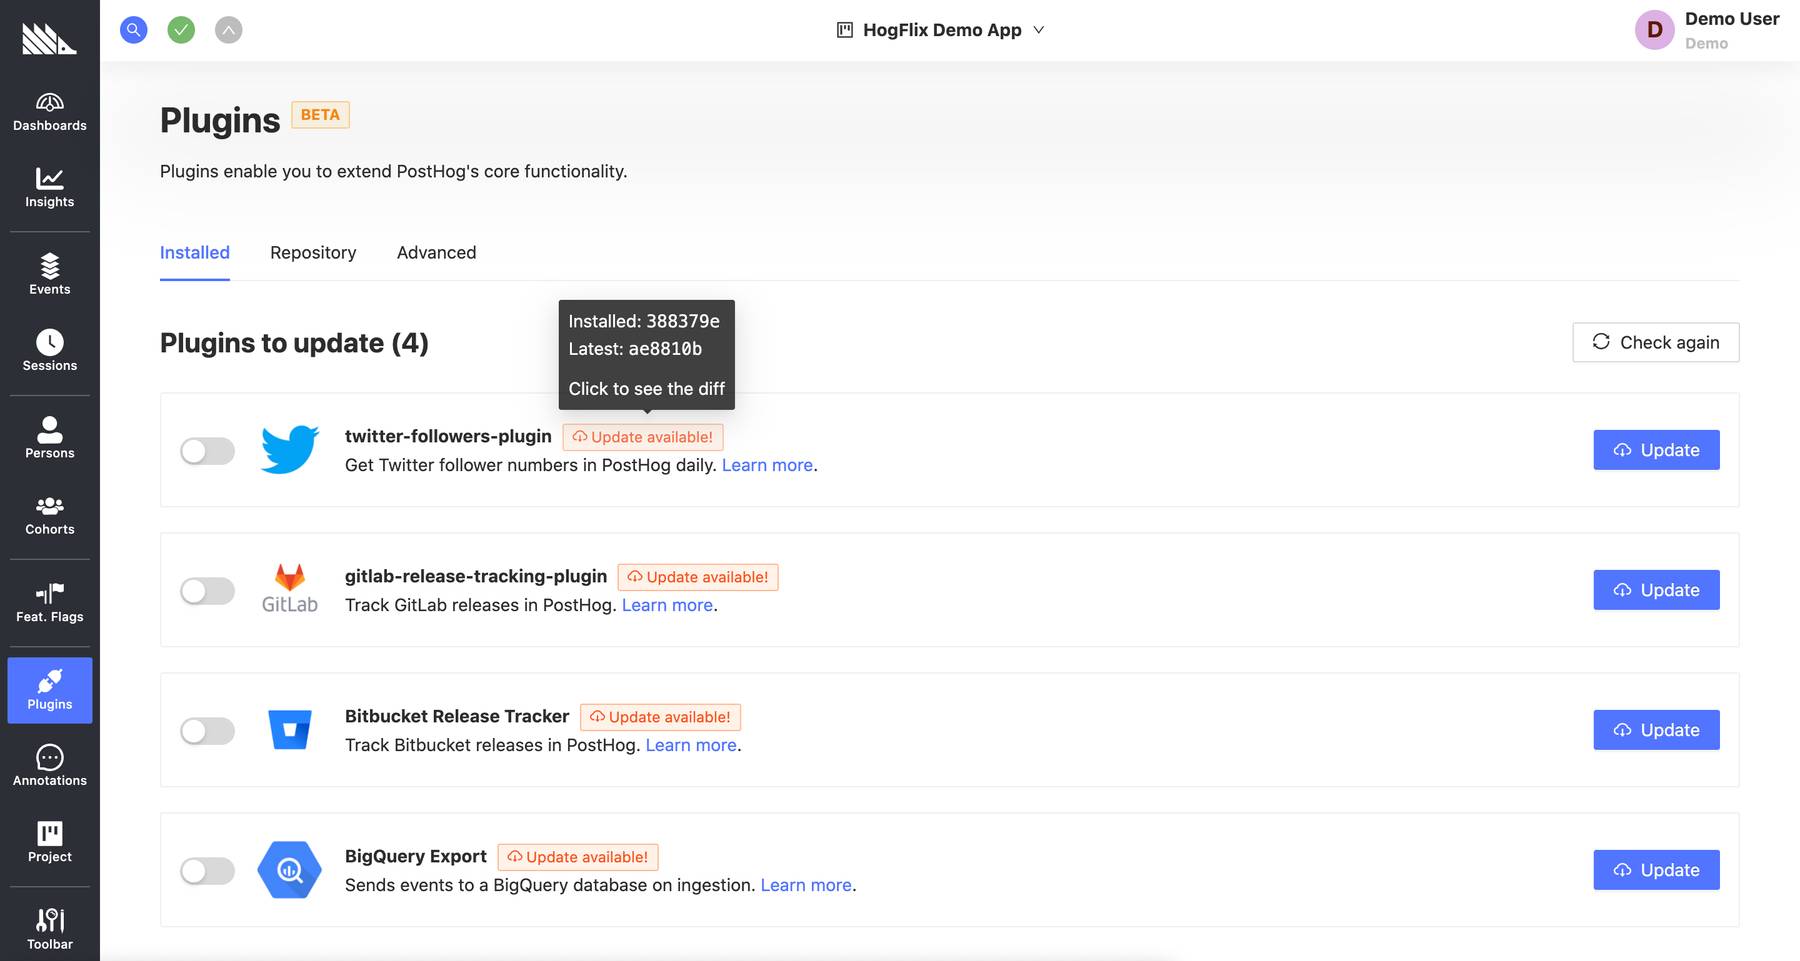 HogFlix Demo App
D
Demo User
Demo
Dashboards
Insights
Events
Sessions
Persons
Cohorts
Feat. Flags
Plugins
Annotations
Project
Toolbar
Plugins BETA
Plugins enable you to extend PostHog's core functionality.
Installed Repository Advanced
Plugins to update (4)
Installed: 388379e
Latest: ae8810b
Click to see the diff
Check again
twitter-followers-plugin Update available!
Get Twitter follower numbers in PostHog daily. Learn more.
Update
GitLab
gitlab-release-tracking-plugin Update available!
Track GitLab releases in PostHog. Learn more.
Update
Bitbucket Release Tracker Update available!
Track Bitbucket releases in PostHog. Learn more.
Update
BigQuery Export Update available!
Sends events to a BigQuery database on ingestion. Learn more.
Update